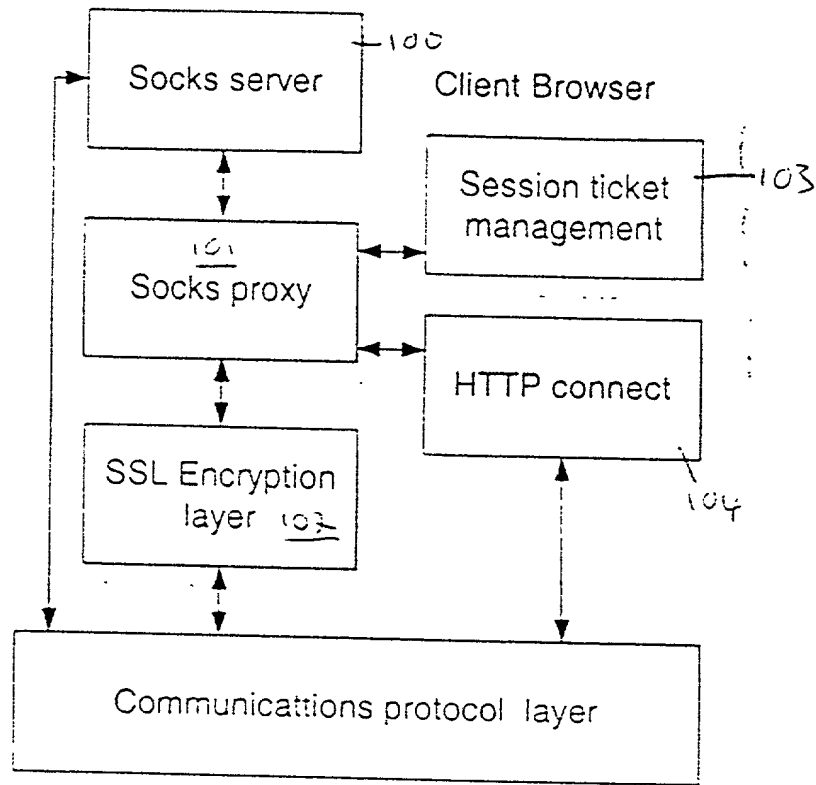 100
Socks server
Client Browser
Session ticket
management
103
101
Socks proxy
HTTP connect
SSL Encryption
layer 102
104
Communicattions protocol layer